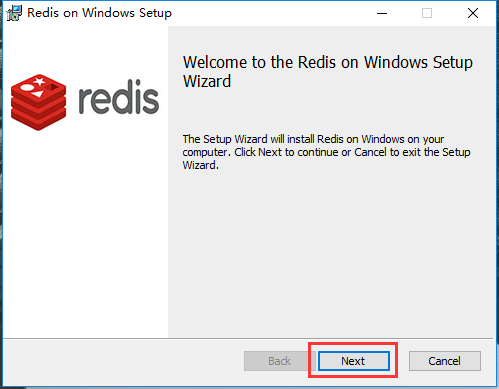 Redis on Windows Setup
redis
Welcome to the Redis on Windows Setup
Wizard
The Setup Wizard will install Redis on Windows on your
computer. Click Next to continue or Cancel to exit the Setup
Wizard.
Back Next Cancel